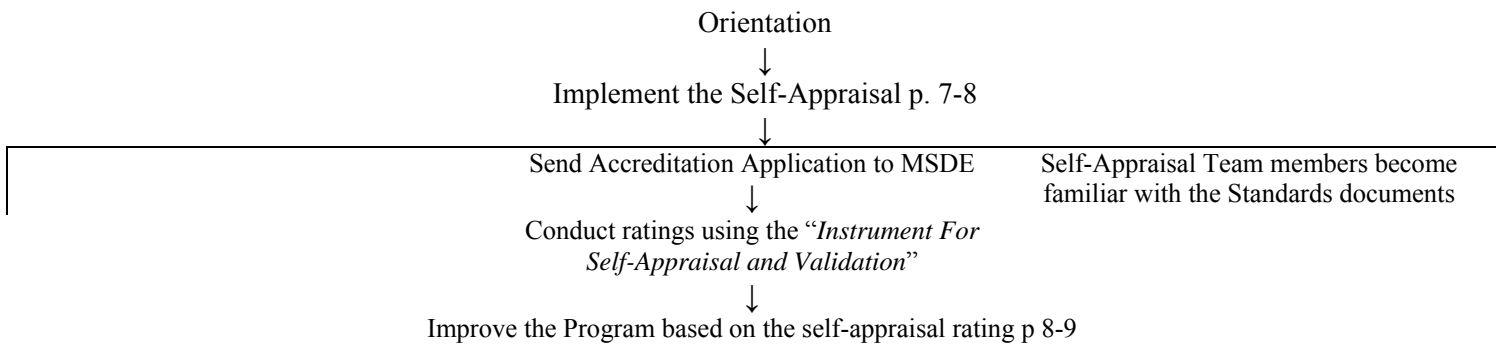 Orientation
↓
Implement the Self-Appraisal p. 7-8
↓
Send Accreditation Application to MSDE
Self-Appraisal Team members become
familiar with the Standards documents
↓
Conduct ratings using the “Instrument For
Self-Appraisal and Validation”
↓
Improve the Program based on the self-appraisal rating p 8-9